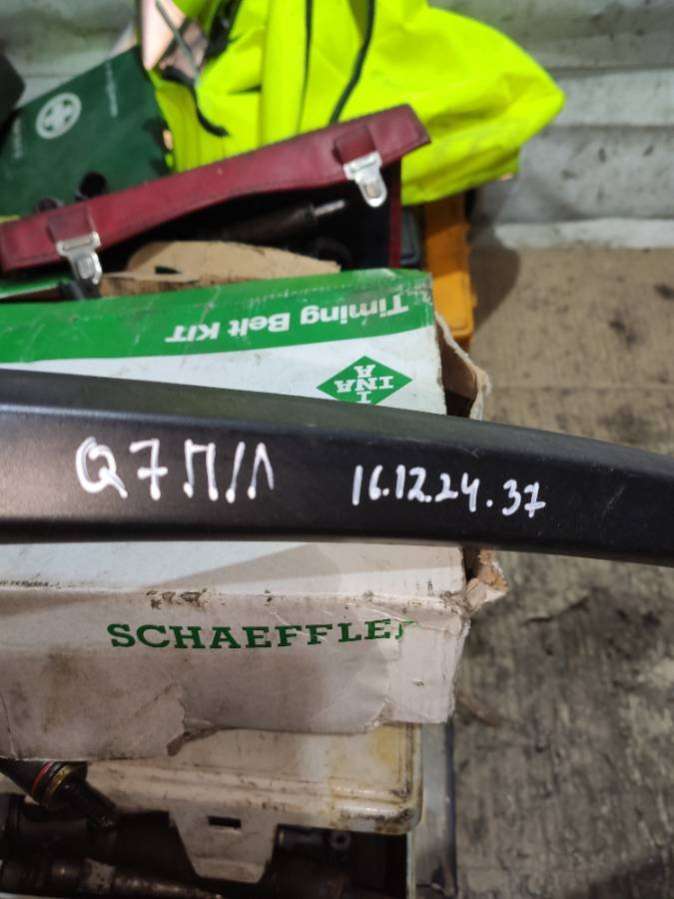 Timing Belt KIT
INA
Q7 П/Л 16.12.24.37
SCHAEFFLER